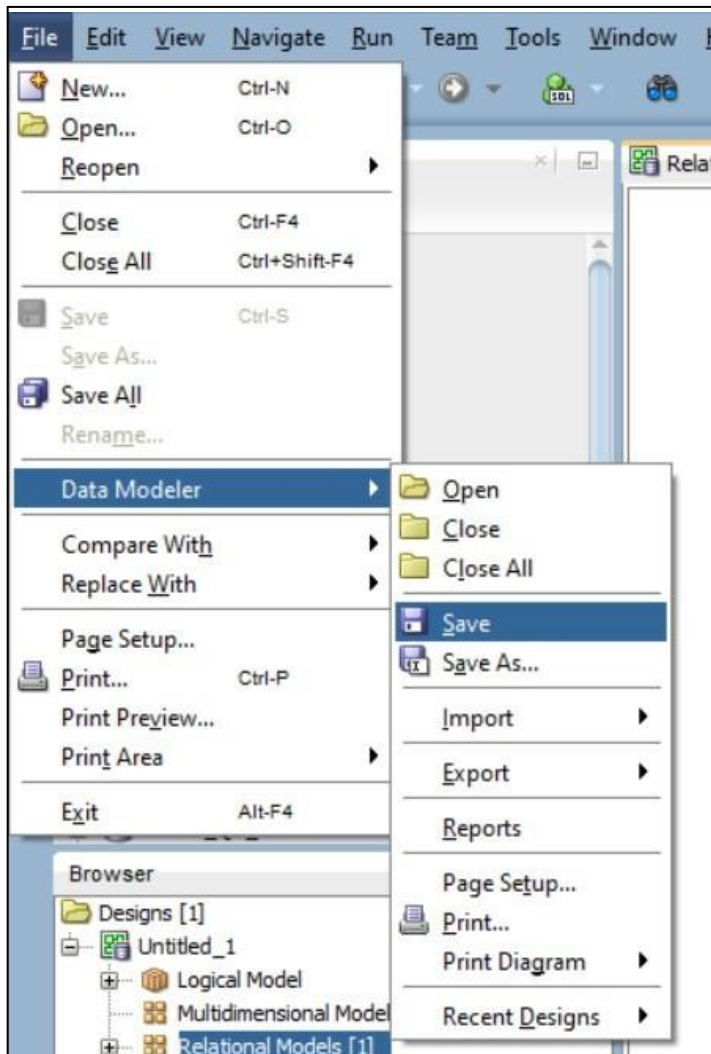 File Edit View Navigate Run Team Tools Window
New... Ctrl-N
Open... Ctrl-O
Reopen
Close Ctrl-F4
Close All Ctrl+Shift-F4
Save Ctrl-S
Save As...
Save All
Rename...
Data Modeler
Compare With
Replace With
Page Setup...
Print... Ctrl-P
Print Preview...
Print Area
Exit Alt-F4
Open
Close
Close All
Save
Save As...
Import
Export
Reports
Page Setup...
Print...
Print Diagram
Recent Designs
SQL
Rela
Browser
Designs [1]
Untitled_1
Logical Model
Multidimensional Model
Relational Models [1]